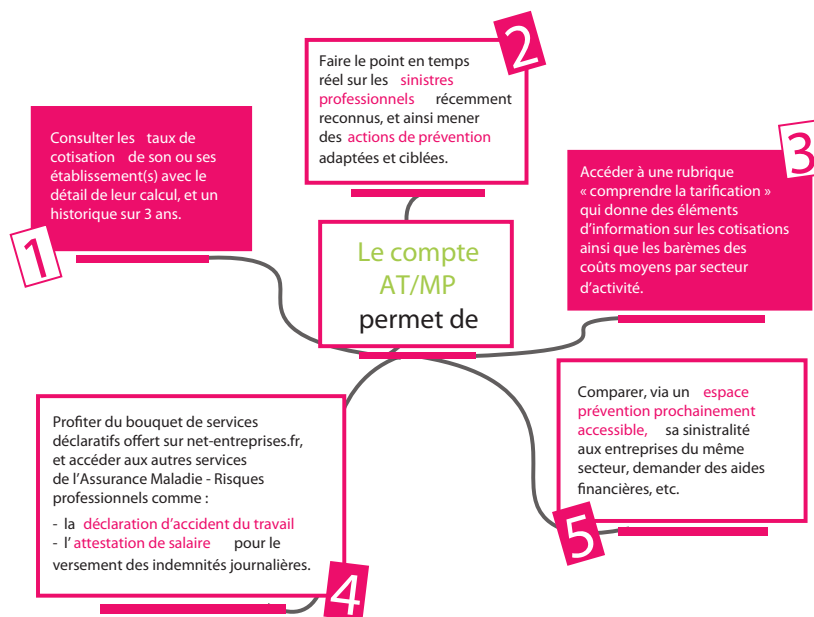 Le compte
AT/MP
permet de
1
Consulter les taux de
cotisation de son ou ses
établissement(s) avec le
détail de leur calcul, et un
historique sur 3 ans.
2
Faire le point en temps
réel sur les sinistres
professionnels récemment
reconnus, et ainsi mener
des actions de prévention
adaptées et ciblées.
3
Accéder à une rubrique
« comprendre la tarification »
qui donne des éléments
d'information sur les cotisations
ainsi que les barèmes des
coûts moyens par secteur
d'activité.
4
Profiter du bouquet de services
déclaratifs offert sur net-entreprises.fr,
et accéder aux autres services
de l'Assurance Maladie - Risques
professionnels comme :
- la déclaration d'accident du travail
- l' attestation de salaire pour le
versement des indemnités journalières.
5
Comparer, via un espace
prévention prochainement
accessible, sa sinistralité
aux entreprises du même
secteur, demander des aides
financières, etc.